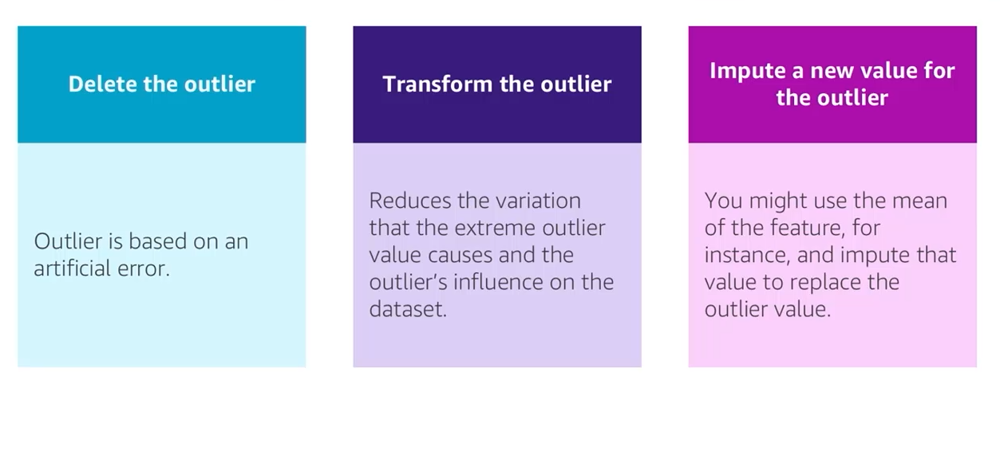 Delete the outlier
Outlier is based on an
artificial error.
Transform the outlier
Reduces the variation
that the extreme outlier
value causes and the
outlier’s influence on the
dataset.
Impute a new value for
the outlier
You might use the mean
of the feature, for
instance, and impute that
value to replace the
outlier value.